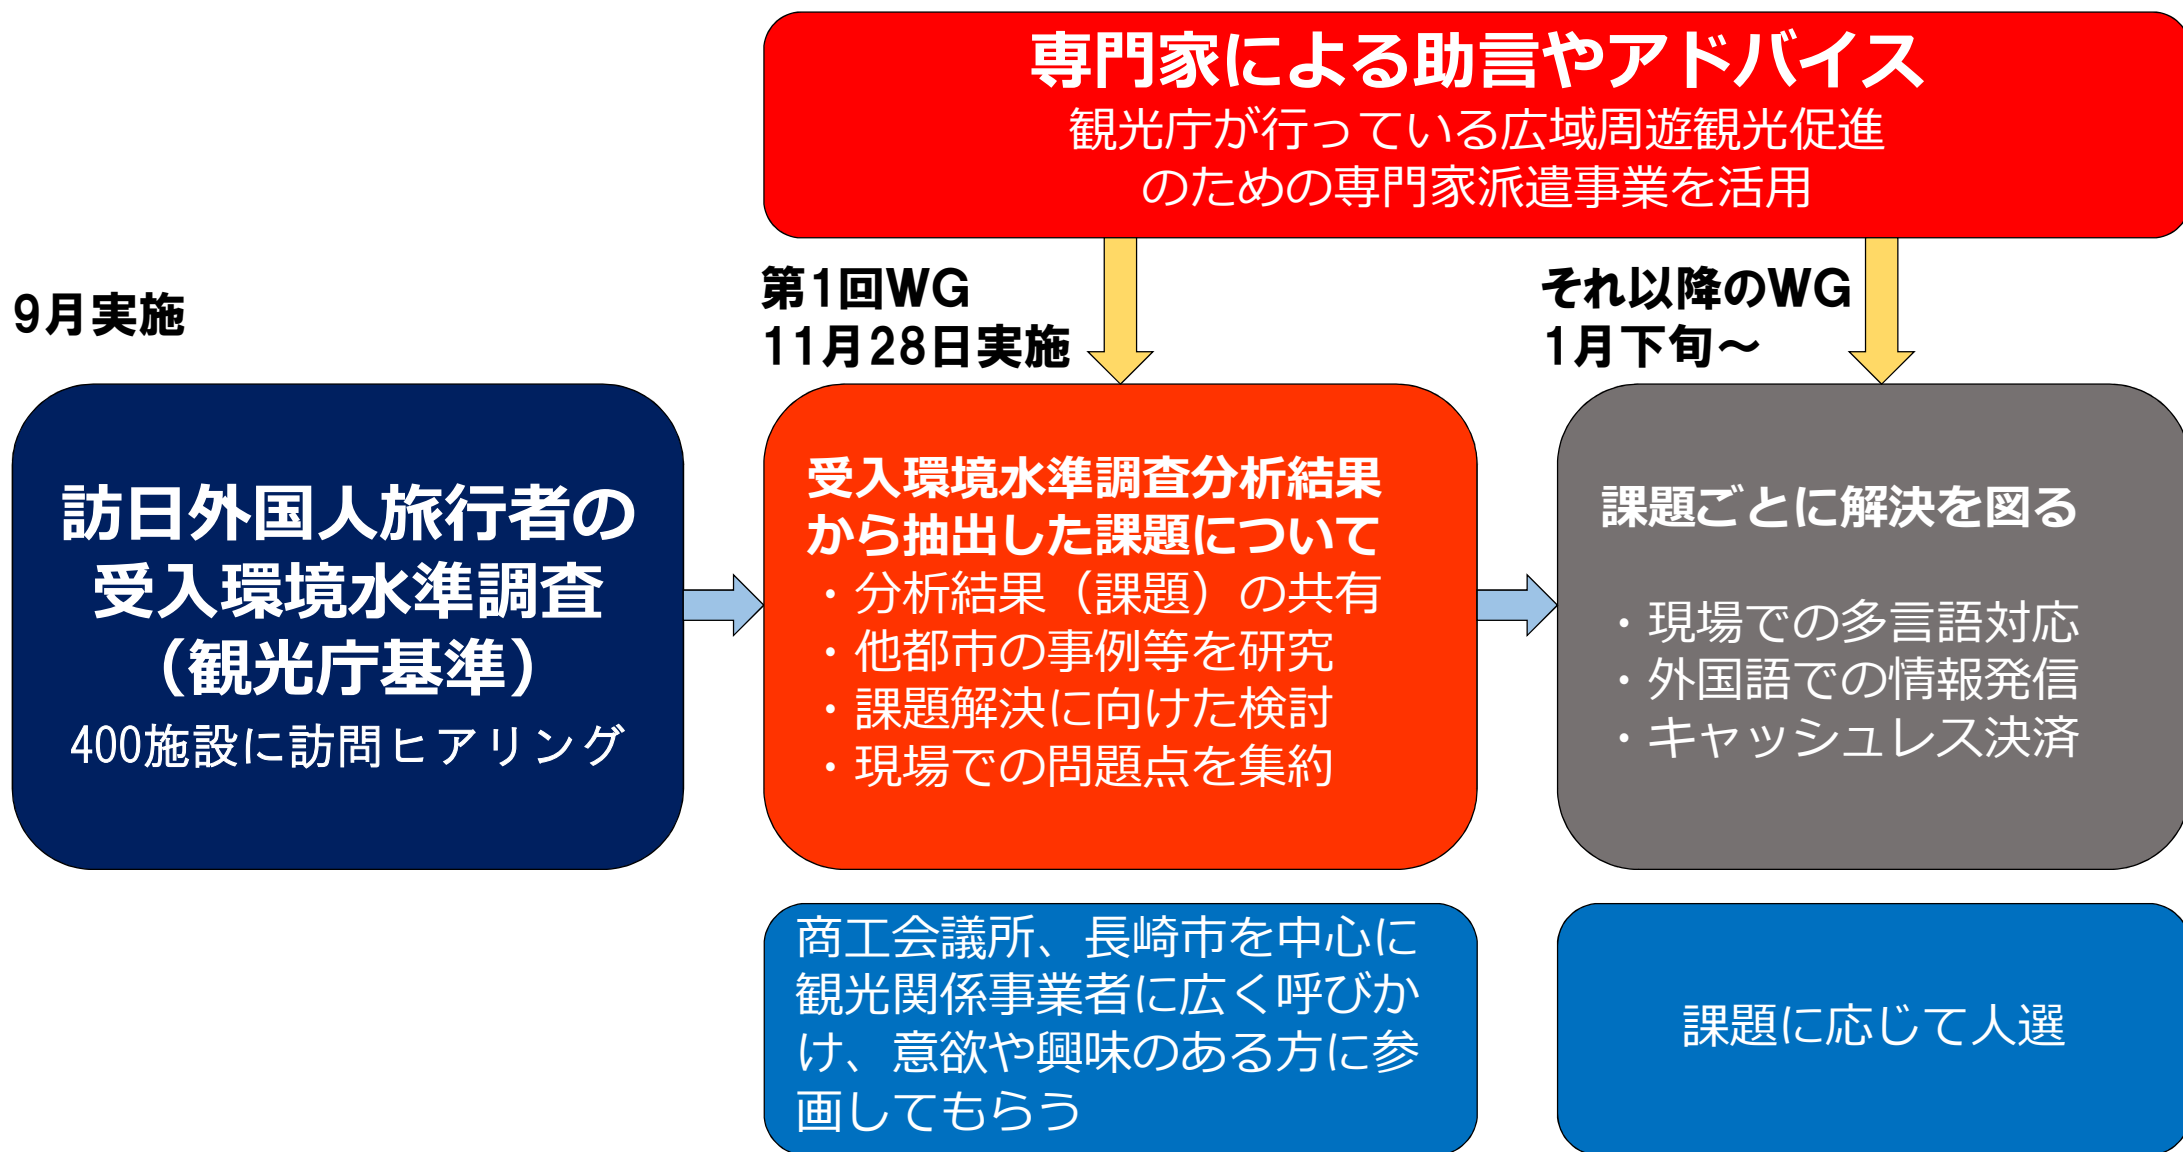 専門家による助言やアドバイス
観光庁が行っている広域周遊観光促進
のための専門家派遣事業を活用
9月実施
第1回WG
11月28日実施
それ以降のWG
1月下旬～
訪日外国人旅行者の
受入環境水準調査
（観光庁基準）
400施設に訪問ヒアリング
受入環境水準調査分析結果
から抽出した課題について
・分析結果（課題）の共有
・他都市の事例等を研究
・課題解決に向けた検討
・現場での問題点を集約
課題ごとに解決を図る
・現場での多言語対応
・外国語での情報発信
・キャッシュレス決済
商工会議所、長崎市を中心に
観光関係事業者に広く呼びか
け、意欲や興味のある方に参
画してもらう
課題に応じて人選